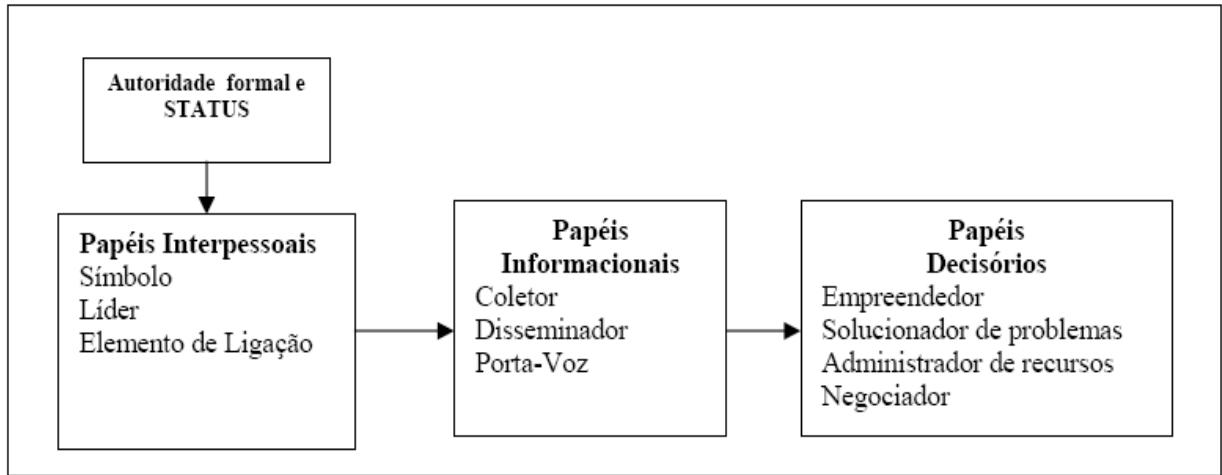 Autoridade formal e
STATUS
Papéis Interpessoais
Símbolo
Líder
Elemento de Ligação
Papéis
Informacionais
Coletor
Disseminador
Porta-Voz
Papéis
Decisórios
Empreendedor
Solucionador de problemas
Administrador de recursos
Negociador